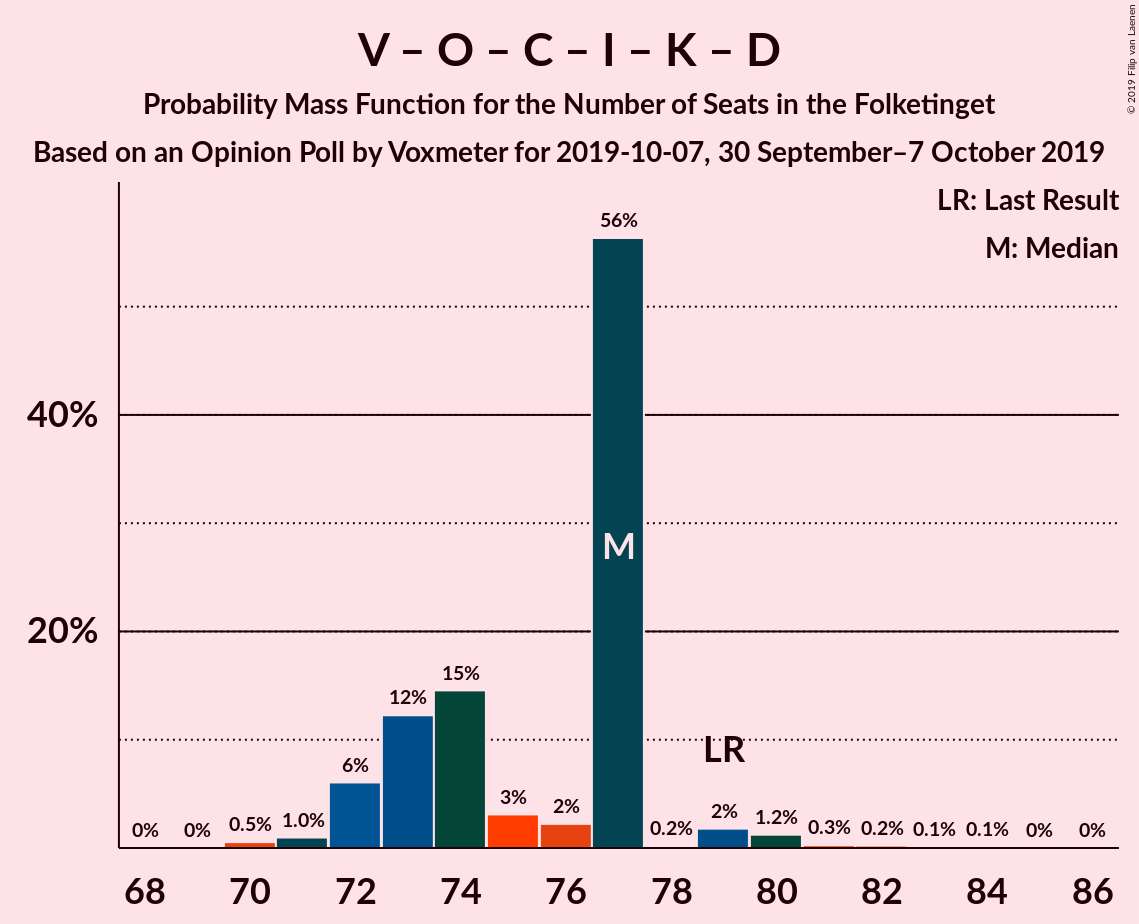 V – O – C – I – K – D
Probability Mass Function for the Number of Seats in the Folketinget
Based on an Opinion Poll by Voxmeter for 2019-10-07, 30 September–7 October 2019
© 2019 Filip van Laenen
LR: Last Result
M: Median
56%
40%
M
20%
15%
12%
LR
6%
3%
2%
2%
1.2%
0%
0%
0.5%
1.0%
0.2%
0.3%
0.2%
0.1%
0.1%
0%
0%
68 70 72 74 76 78 80 82 84 86